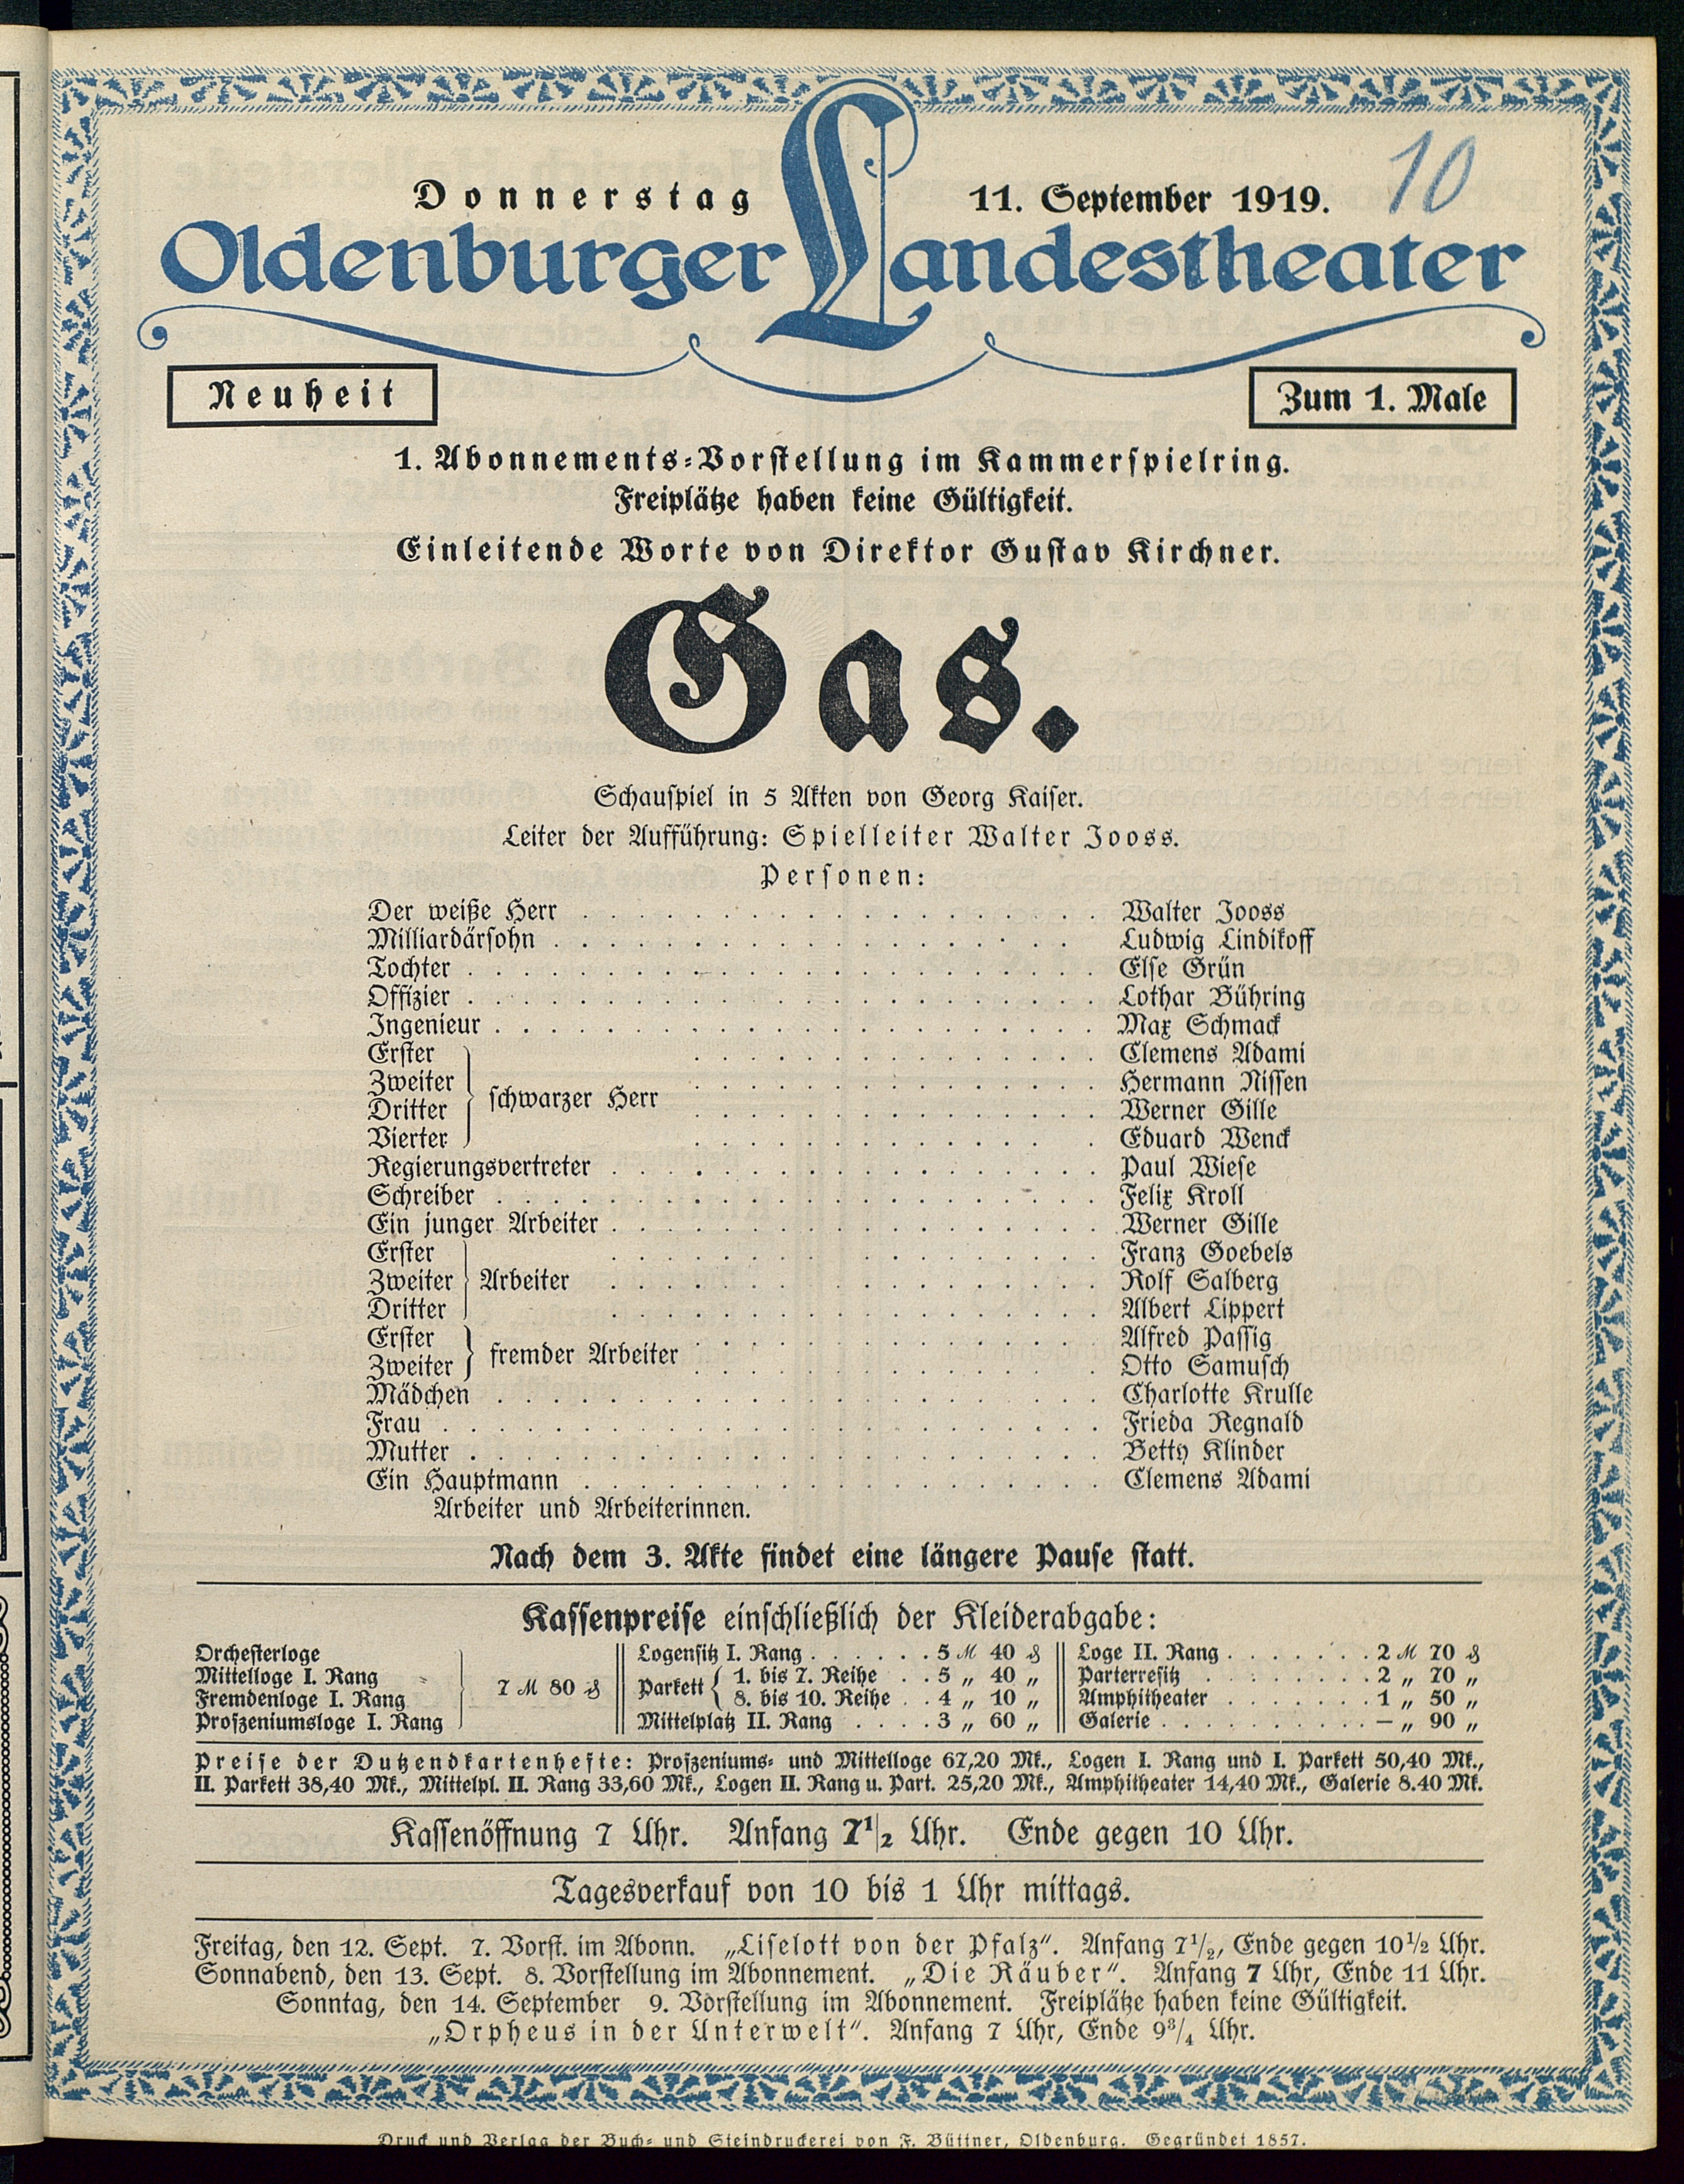 10
Donnerstag 11. September 1919.
Oldenburger Landestheater
Neuheit
Zum 1. Male
1. Abonnements-Vorstellung im Kammerspielring.
Freiplätze haben keine Gültigkeit.
Einleitende Worte von Direktor Gustav Kirchner.
Gas.
Schauspiel in 5 Akten von Georg Kaiser.
Leiter der Aufführung: Spielleiter Walter Jooss.
Personen:
Der weiße Herr . . . . . Walter Jooss
Milliardärsohn . . . . . Ludwig Lindikoff
Tochter . . . . . Else Grün
Offizier . . . . . Lothar Bühring
Ingenieur . . . . . Max Schmack
Erster . . . . . Clemens Adami
Zweiter . . . . . Hermann Nissen
schwarzer Herr
Dritter . . . . . Werner Gille
Vierter . . . . . Eduard Wenck
Regierungsvertreter . . . . . Paul Wiese
Schreiber . . . . . Felix Kroll
Ein junger Arbeiter . . . . . Werner Gille
Erster . . . . . Franz Goebels
Zweiter Arbeiter . . . . . Rolf Salberg
Dritter . . . . . Albert Lippert
Erster . . . . . Alfred Passig
fremder Arbeiter
Zweiter . . . . . Otto Samusch
Mädchen . . . . . Charlotte Krulle
Frau . . . . . Frieda Regnald
Mutter . . . . . Betty Klinder
Ein Hauptmann . . . . . Clemens Adami
Arbeiter und Arbeiterinnen.
Nach dem 3. Akte findet eine längere Pause statt.
Kassenpreise einschließlich der Kleiderabgabe:
Orchesterloge
Mittelloge I. Rang
Fremdenloge I. Rang
Proszeniumsloge I. Rang
7 ℳ 80 ₰
Logensitz I. Rang . . . . . 5 ℳ 40 ₰
Parkett { 1. bis 7. Reihe . . 5 „ 40 „
8. bis 10. Reihe . . 4 „ 10 „
Mittelplatz II. Rang . . . . 3 „ 60 „
Loge II. Rang . . . . . 2 ℳ 70 ₰
Parterresitz . . . . . 2 „ 70 „
Amphitheater . . . . . 1 „ 50 „
Galerie . . . . . — „ 90 „
Preise der Dutzendkartenhefte: Proszeniums- und Mittelloge 67,20 Mk., Logen I. Rang und I. Parkett 50,40 Mk.,
II. Parkett 38,40 Mk., Mittelpl. II. Rang 33,60 Mk., Logen II. Rang u. Part. 25,20 Mk., Amphitheater 14,40 Mk., Galerie 8.40 Mk.
Kassenöffnung 7 Uhr. Anfang 7 1/2 Uhr. Ende gegen 10 Uhr.
Tagesverkauf von 10 bis 1 Uhr mittags.
Freitag, den 12. Sept. 7. Vorst. im Abonn. „Liselott von der Pfalz“. Anfang 7 1/2, Ende gegen 10 1/2 Uhr.
Sonnabend, den 13. Sept. 8. Vorstellung im Abonnement. „Die Räuber“. Anfang 7 Uhr, Ende 11 Uhr.
Sonntag, den 14. September 9. Vorstellung im Abonnement. Freiplätze haben keine Gültigkeit.
„Orpheus in der Unterwelt“. Anfang 7 Uhr, Ende 9 3/4 Uhr.
Druck und Verlag der Buch- und Steindruckerei von F. Büttner, Oldenburg. Gegründet 1857.